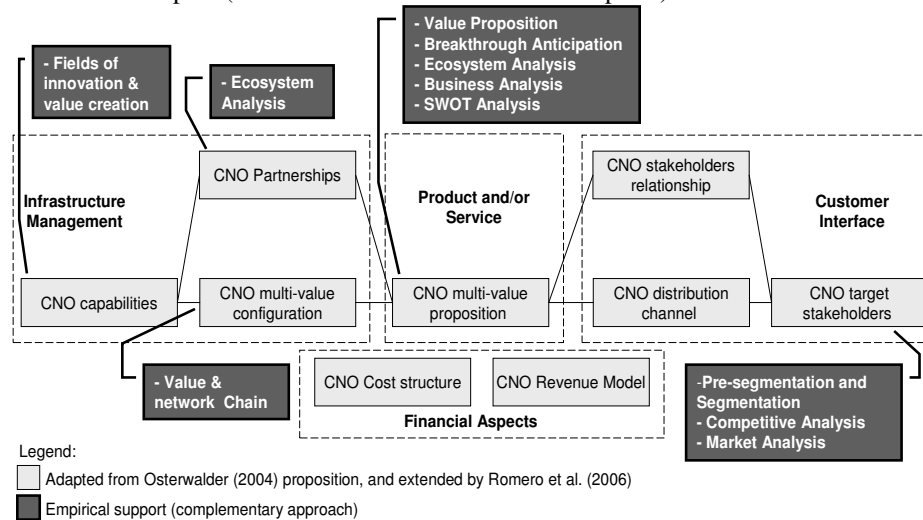 - Value Proposition
- Breakthrough Anticipation
- Ecosystem Analysis
- Business Analysis
- SWOT Analysis
- Fields of
innovation &
value creation
- Ecosystem
Analysis
CNO Partnerships
CNO stakeholders
relationship
Infrastructure
Management
Product and/or
Service
Customer
Interface
CNO capabilities
CNO multi-value
configuration
CNO multi-value
proposition
CNO distribution
channel
CNO target
stakeholders
- Value &
network Chain
CNO Cost structure
CNO Revenue Model
Financial Aspects
-Pre-segmentation and
Segmentation
- Competitive Analysis
- Market Analysis
Legend:
Adapted from Osterwalder (2004) proposition, and extended by Romero et al. (2006)
Empirical support (complementary approach)